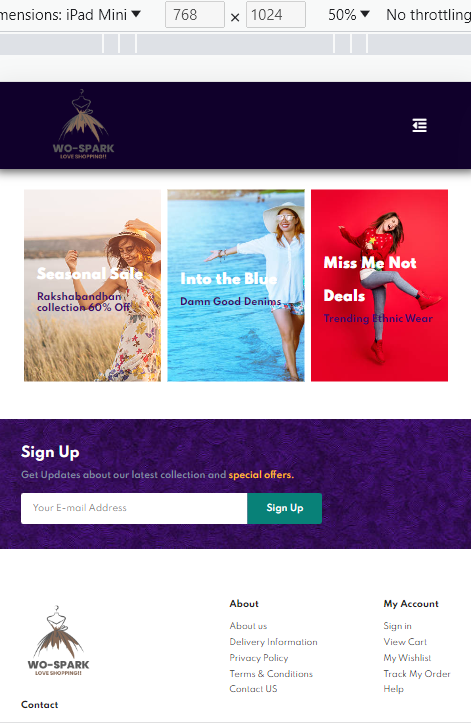 mensions: iPad Mini
768 × 1024
50%
No throttling
WO-SPARK
LOVE SHOPPING!!
Seasonal Sale
Rakshabandhan
collection 60% Off
Into the Blue
Damn Good Denims
Miss Me Not
Deals
Trending Ethnic Wear
Sign Up
Get Updates about our latest collection and special offers.
Your E-mail Address
Sign Up
WO-SPARK
LOVE SHOPPING!!
Contact
About
About us
Delivery Information
Privacy Policy
Terms & Conditions
Contact US
My Account
Sign in
View Cart
My Wishlist
Track My Order
Help